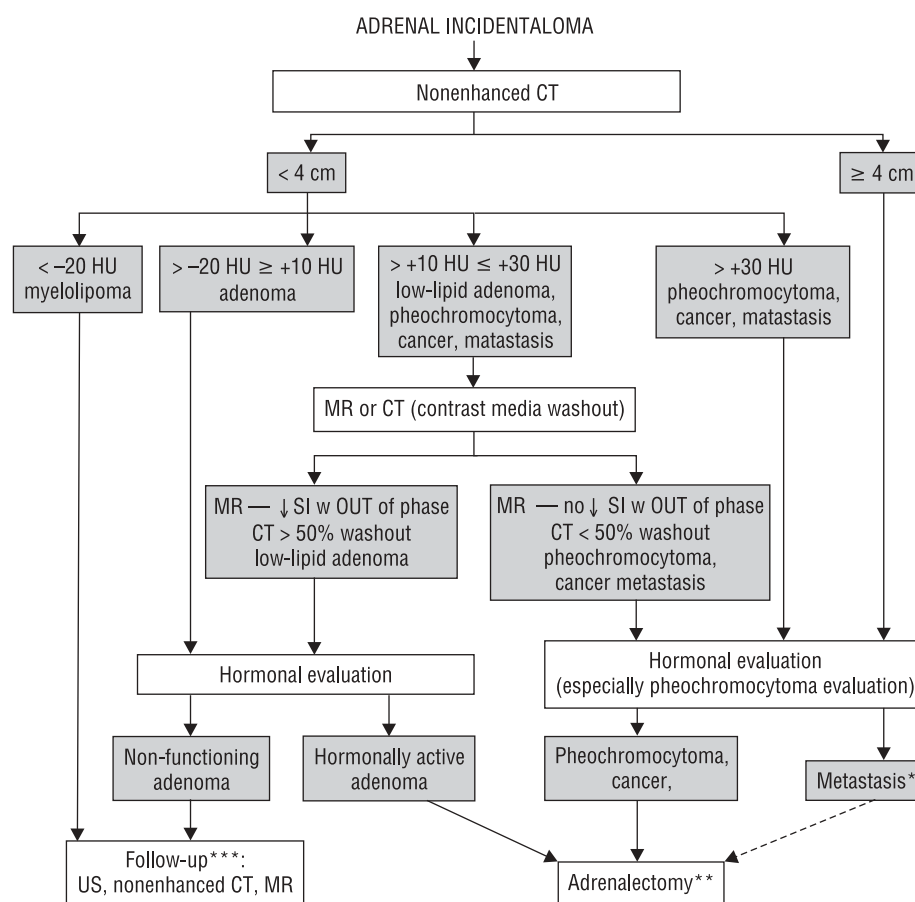 ADRENAL INCIDENTALOMA
Nonenhanced CT
< 4 cm
≥ 4 cm
< –20 HU
myelolipoma
> –20 HU ≥ +10 HU
adenoma
> +10 HU ≤ +30 HU
low-lipid adenoma,
pheochromocytoma,
cancer, matastasis
> +30 HU
pheochromocytoma,
cancer, matastasis
MR or CT (contrast media washout)
MR — ↓ SI w OUT of phase
CT > 50% washout
low-lipid adenoma
MR — no ↓ SI w OUT of phase
CT < 50% washout
pheochromocytoma,
cancer metastasis
Hormonal evaluation
Hormonal evaluation
(especially pheochromocytoma evaluation)
Non-functioning
adenoma
Hormonally active
adenoma
Pheochromocytoma,
cancer,
Metastasis*
Follow-up***:
US, nonenhanced CT, MR
Adrenalectomy**